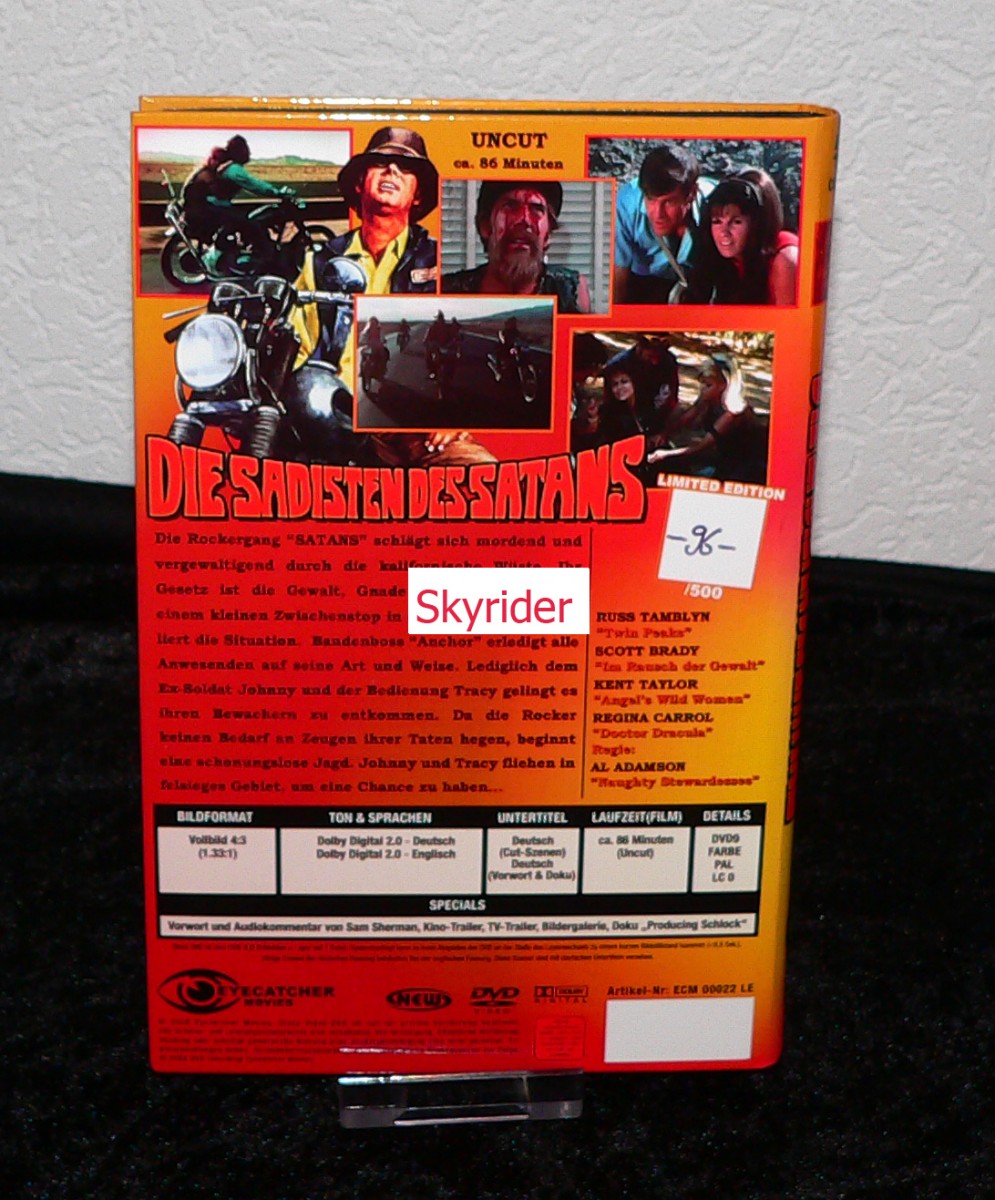 UNCUT
ca. 86 Minuten
DIE SADISTEN DES SATANS
LIMITED EDITION
-96-
/500
Die Rockergang "SATANS" schlägt sich mordend und
vergewaltigend durch die kalifornische Wüste. Ihr
Gesetz ist die Gewalt, Gnade
einem kleinen Zwischenstop in
liert die Situation. Bandenboss "Anchor" erledigt alle
Anwesenden auf seine Art und Weise. Lediglich dem
Ex-Soldat Johnny und der Bedienung Tracy gelingt es
ihren Bewachern zu entkommen. Da die Rocker
keinen Bedarf an Zeugen ihrer Taten hegen, beginnt
eine schonungslose Jagd. Johnny und Tracy fliehen in
felsieges Gebiet, um eine Chance zu haben...
Skyrider
RUSS TAMBLYN
"Twin Peaks"
SCOTT BRADY
"Im Rausch der Gewalt"
KENT TAYLOR
"Angel's Wild Women"
REGINA CARROL
"Doctor Dracula"
Regie:
AL ADAMSON
"Naughty Stewardesses"
BILDFORMAT
Vollbild 4:3
(1.33:1)
TON & SPRACHEN
Dolby Digital 2.0 - Deutsch
Dolby Digital 2.0 - Englisch
UNTERTITEL
Deutsch
(Cut-Szenen)
Deutsch
(Vorwort & Doku)
LAUFZEIT(FILM)
ca. 86 Minuten
(Uncut)
DETAILS
DVD9
FARBE
PAL
LC 0
SPECIALS
Vorwort und Audiokommentar von Sam Sherman, Kino-Trailer, TV-Trailer, Bildergalerie, Doku „Producing Schlock"
EYECATCHER
MOVIES
NEW
DVD
VIDEO
DOLBY
DIGITAL
Artikel-Nr: ECM 00022 LE